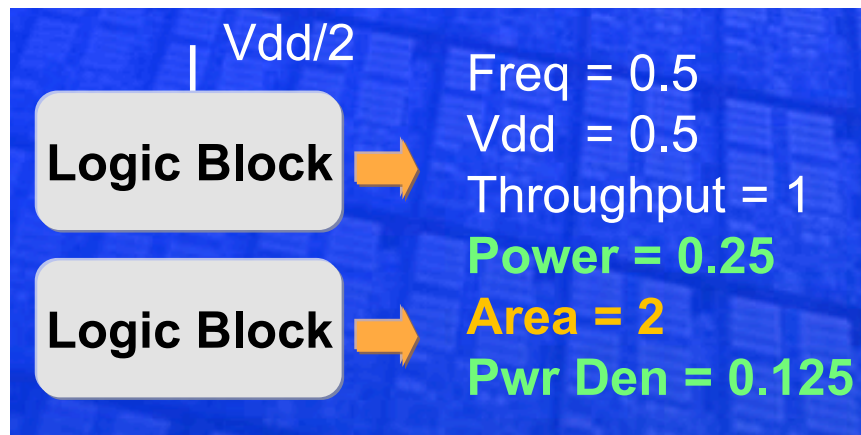 Vdd/2
Logic Block
Logic Block
Freq = 0.5
Vdd = 0.5
Throughput = 1
Power = 0.25
Area = 2
Pwr Den = 0.125